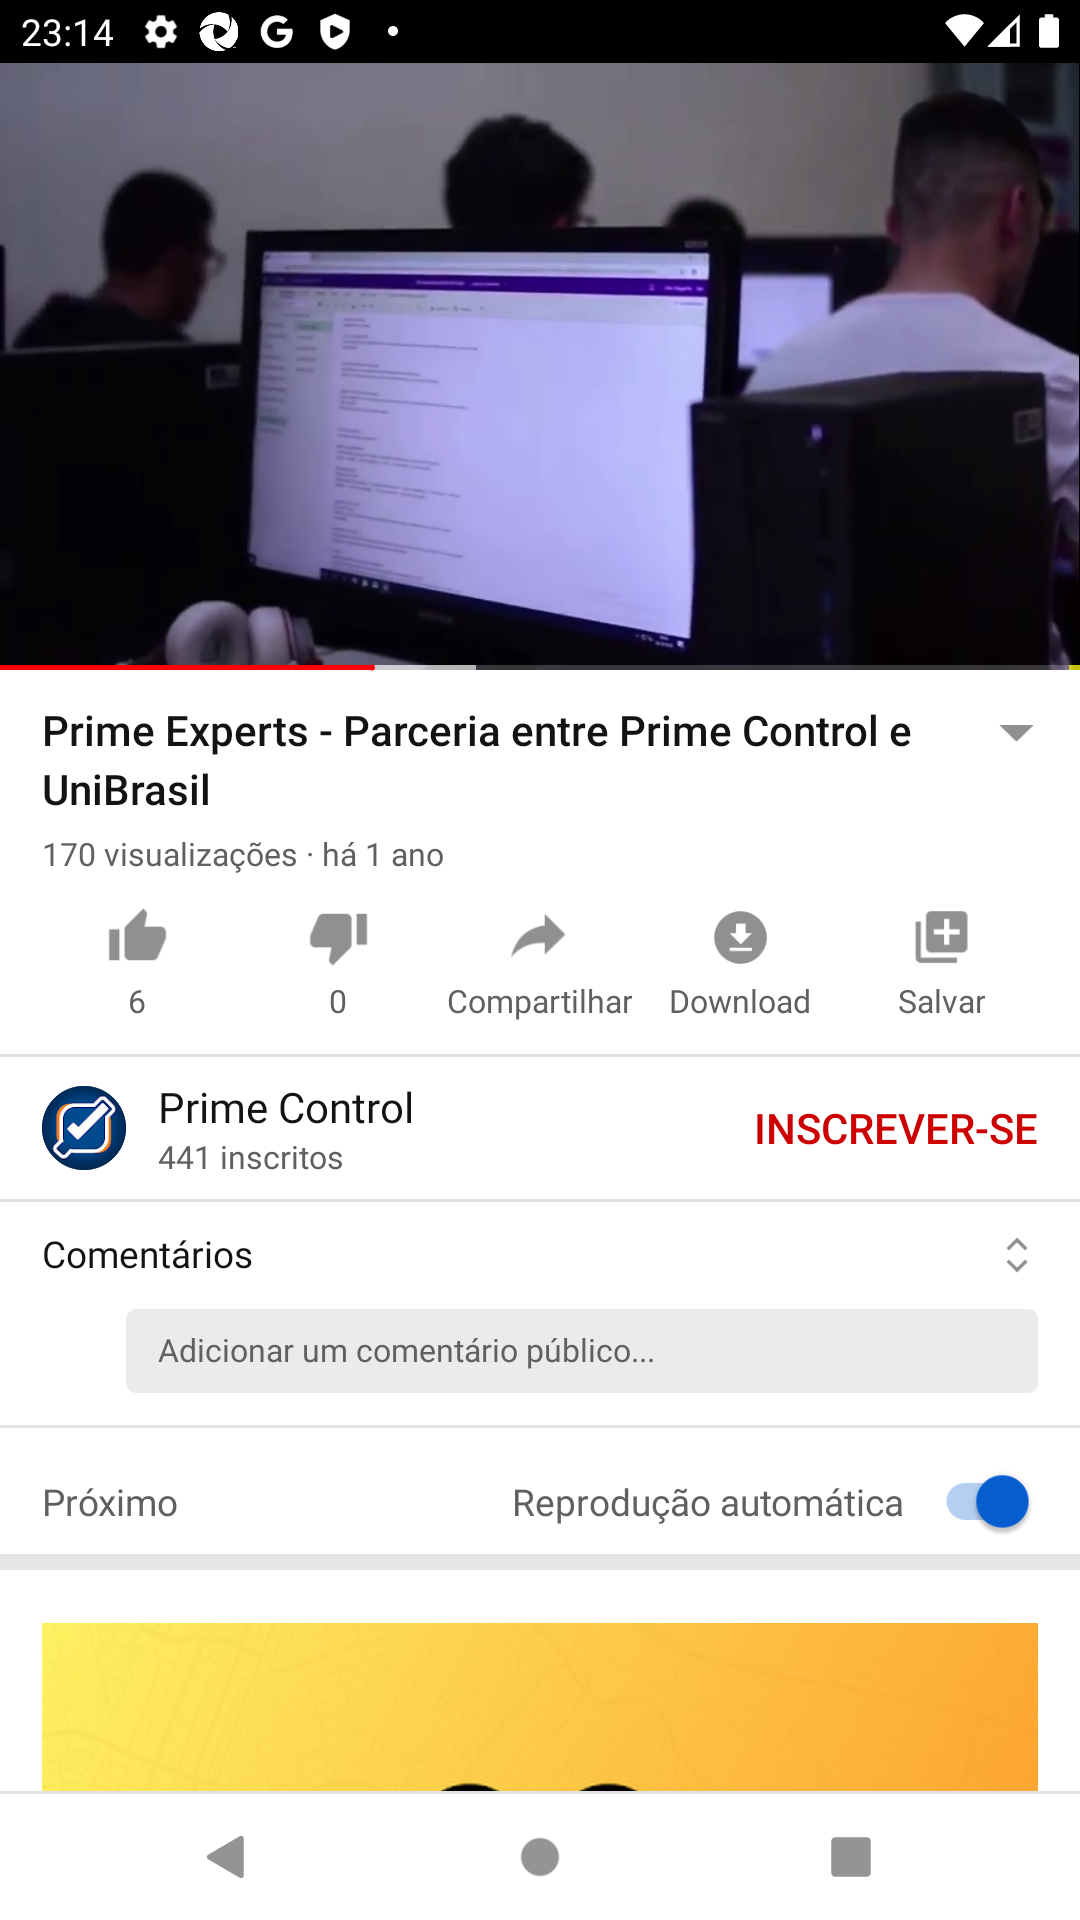 23:14
Prime Experts - Parceria entre Prime Control e
UniBrasil
170 visualizações · há 1 ano
6
0
Compartilhar
Download
Salvar
Prime Control
441 inscritos
INSCREVER-SE
Comentários
Adicionar um comentário público...
Próximo
Reprodução automática